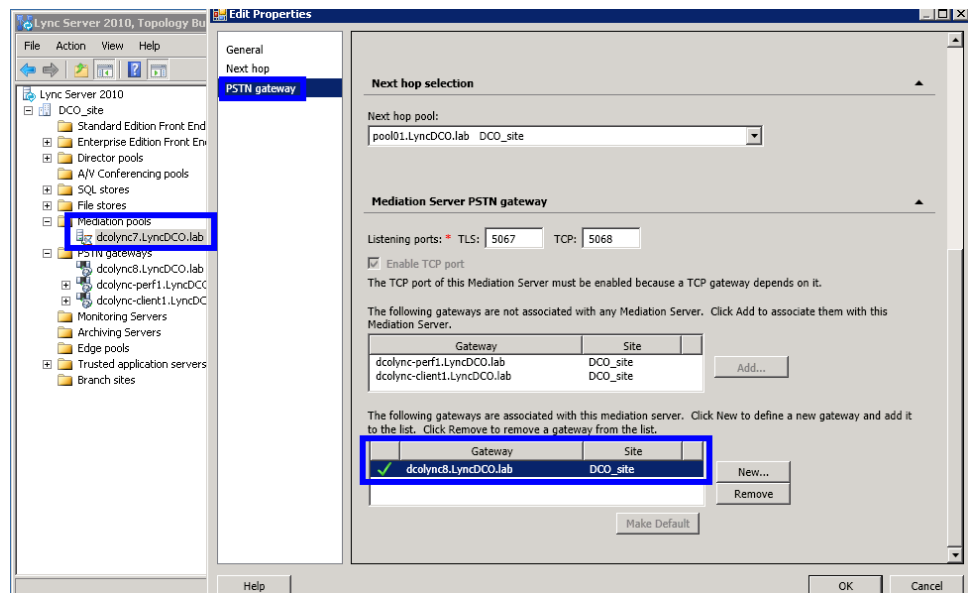 Lync Server 2010, Topology Bu
File Action View Help
Lync Server 2010
DCO_site
Standard Edition Front End
Enterprise Edition Front En
Director pools
A/V Conferencing pools
SQL stores
File stores
Mediation pools
dcolync7.LyncDCO.lab
PSTN gateways
dcolync8.LyncDCO.lab
dcolync-perf1.LyncDCO
dcolync-client1.LyncDC
Monitoring Servers
Archiving Servers
Edge pools
Trusted application servers
Branch sites
Edit Properties
General
Next hop
PSTN gateway
Next hop selection
Next hop pool:
pool01.LyncDCO.lab DCO_site
Mediation Server PSTN gateway
Listening ports: * TLS: 5067 TCP: 5068
Enable TCP port
The TCP port of this Mediation Server must be enabled because a TCP gateway depends on it.
The following gateways are not associated with any Mediation Server. Click Add to associate them with this
Mediation Server.
Gateway Site
dcolync-perf1.LyncDCO.lab DCO_site
dcolync-client1.LyncDCO.lab DCO_site
Add...
The following gateways are associated with this mediation server. Click New to define a new gateway and add it
to the list. Click Remove to remove a gateway from the list.
Gateway Site
dcolync8.LyncDCO.lab DCO_site
New...
Remove
Make Default
Help OK Cancel